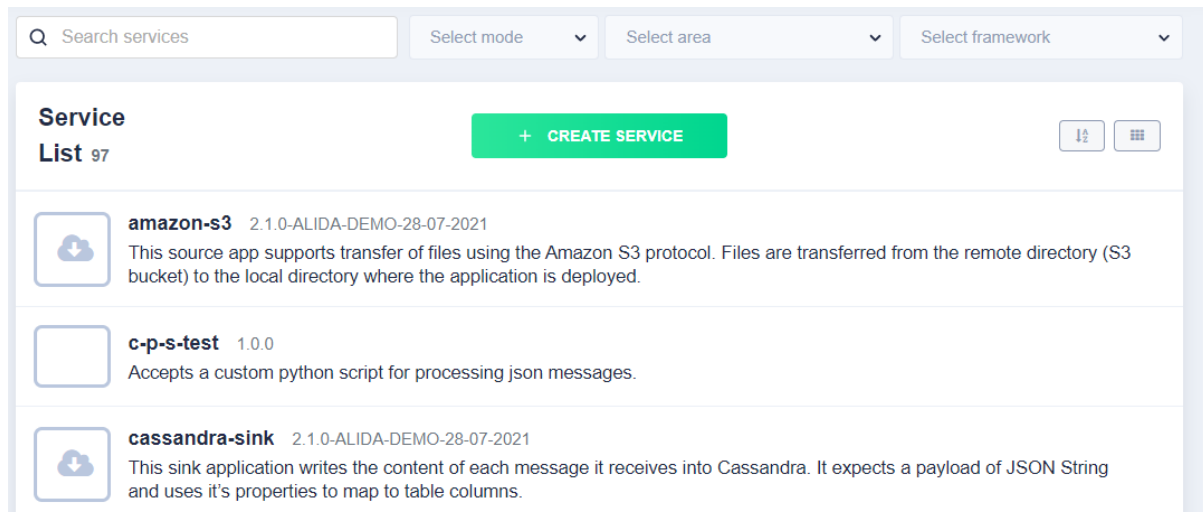 Search services
Select mode
Select area
Select framework
Service
List 97
+ CREATE SERVICE
amazon-s3 2.1.0-ALIDA-DEMO-28-07-2021
This source app supports transfer of files using the Amazon S3 protocol. Files are transferred from the remote directory (S3
bucket) to the local directory where the application is deployed.
c-p-s-test 1.0.0
Accepts a custom python script for processing json messages.
cassandra-sink 2.1.0-ALIDA-DEMO-28-07-2021
This sink application writes the content of each message it receives into Cassandra. It expects a payload of JSON String
and uses it’s properties to map to table columns.